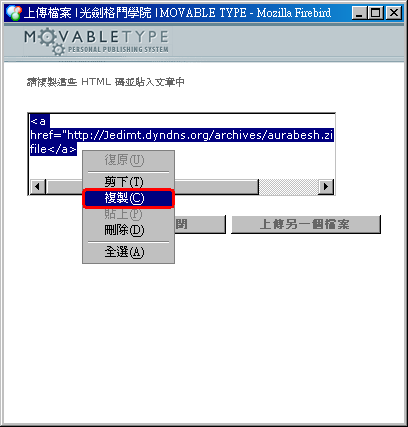 上傳檔案 | 光劍格鬥學院 | MOVABLE TYPE - Mozilla Firebird
MOVABLETYPE
PERSONAL PUBLISHING SYSTEM
請複製這些 HTML 碼並貼入文章中
<a
href="http://Jedimt.dyndns.org/archives/aurabesh.zi
file</a>
復原(U)
剪下(T)
複製(C)
貼上(P)
刪除(D)
全選(A)
閉
上傳另一個檔案